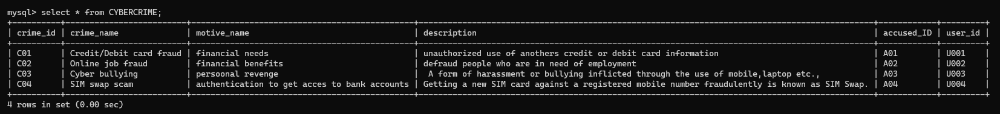 mysql> select * from CYBERCRIME;
+----------+-------------------------+----------------------------------------------+----------------------------------------------------------------------------------------------+------------+---------+
| crime_id | crime_name              | motive_name                                  | description                                                                                  | accused_ID | user_id |
+----------+-------------------------+----------------------------------------------+----------------------------------------------------------------------------------------------+------------+---------+
| C01      | Credit/Debit card fraud | financial needs                              | unauthorized use of anothers credit or debit card information                                | A01        | U001    |
| C02      | Online job fraud        | financial benefits                           | defraud people who are in need of employment                                                 | A02        | U002    |
| C03      | Cyber bullying          | persoonal revenge                            |  A form of harassment or bullying inflicted through the use of mobile,laptop etc.,           | A03        | U003    |
| C04      | SIM swap scam           | authentication to get acces to bank accounts | Getting a new SIM card against a registered mobile number fraudulently is known as SIM Swap. | A04        | U004    |
+----------+-------------------------+----------------------------------------------+----------------------------------------------------------------------------------------------+------------+---------+
4 rows in set (0.00 sec)